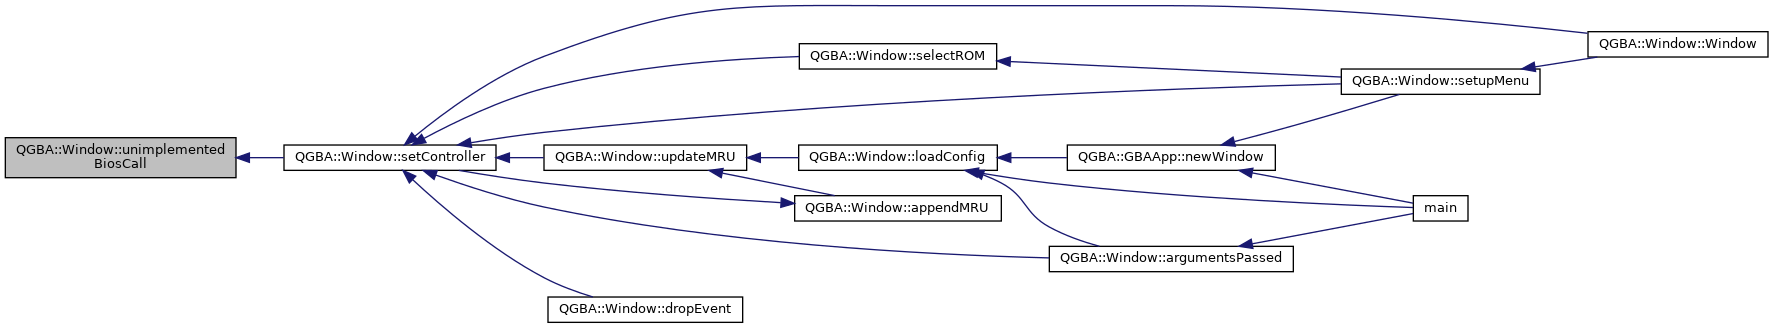 QGBA::Window::unimplemented
BiosCall
QGBA::Window::setController
QGBA::Window::selectROM
QGBA::Window::updateMRU
QGBA::Window::appendMRU
QGBA::Window::dropEvent
QGBA::Window::loadConfig
QGBA::GBAApp::newWindow
QGBA::Window::argumentsPassed
QGBA::Window::setupMenu
main
QGBA::Window::Window